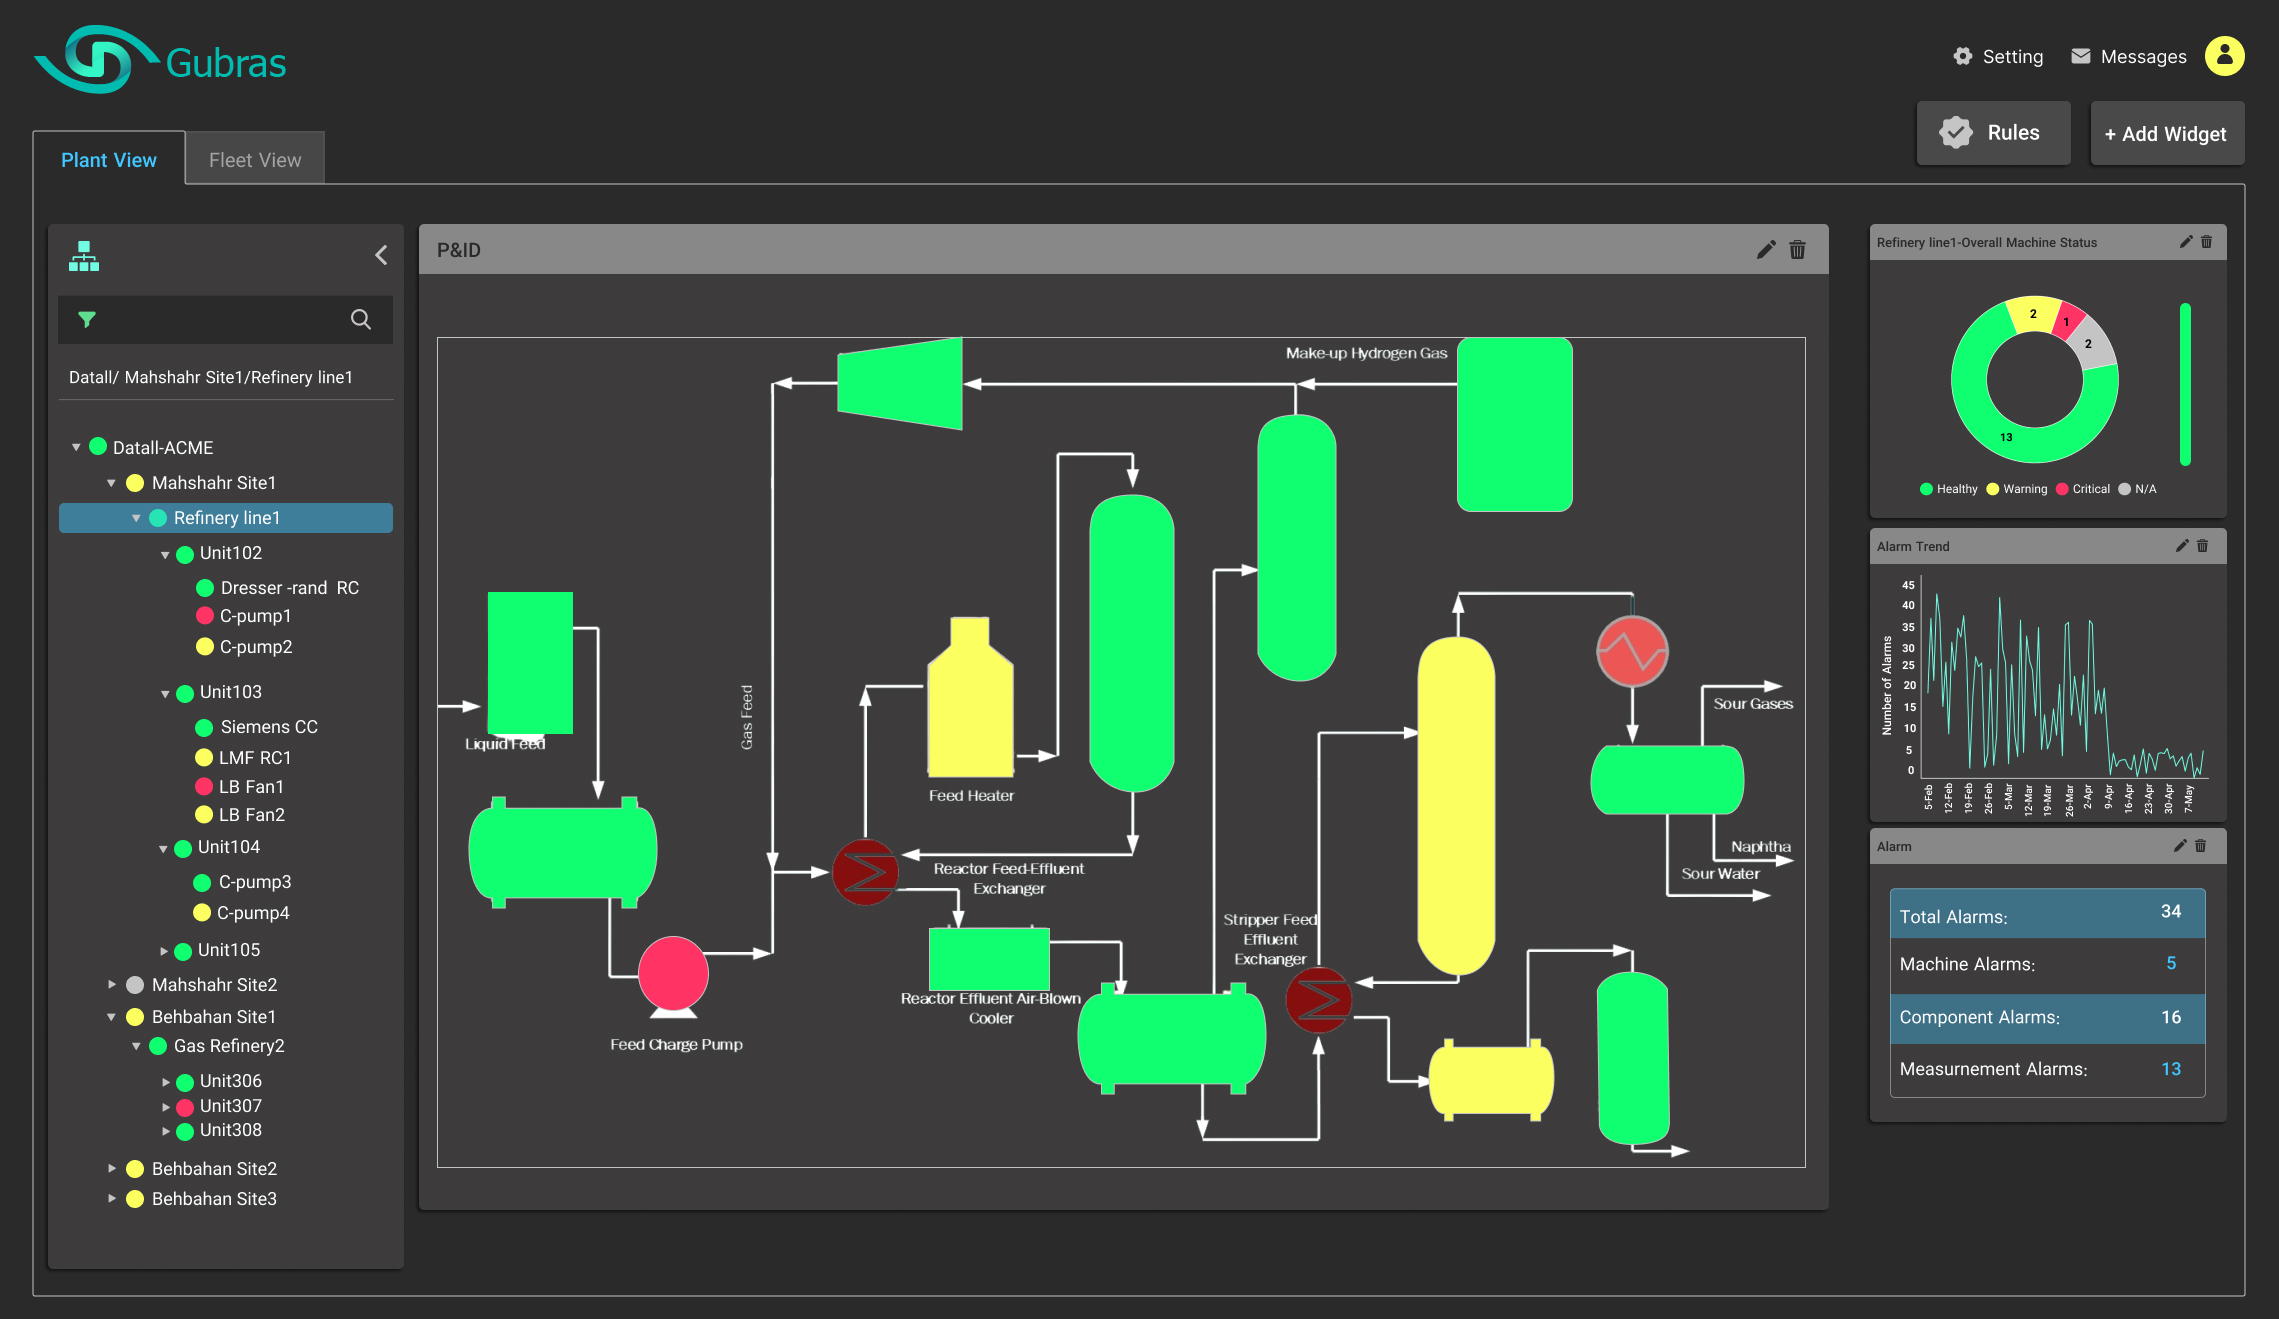 Gubras
Setting
Messages
Rules
+ Add Widget
Plant View
Fleet View
Datall/ Mahshahr Site1/Refinery line1
Datall-ACME
Mahshahr Site1
Refinery line1
Unit102
Dresser -rand RC
C-pump1
C-pump2
Unit103
Siemens CC
LMF RC1
LB Fan1
LB Fan2
Unit104
C-pump3
C-pump4
Unit105
Mahshahr Site2
Behbahan Site1
Gas Refinery2
Unit306
Unit307
Unit308
Behbahan Site2
Behbahan Site3
P&ID
Make-up Hydrogen Gas
Gas Feed
Liquid Feed
Feed Heater
Sour Gases
Naphtha
Sour Water
Reactor Feed-Effluent
Exchanger
Stripper Feed
Effluent
Exchanger
Reactor Effluent Air-Blown
Cooler
Feed Charge Pump
Refinery line1-Overall Machine Status
2
1
2
13
Healthy
Warning
Critical
N/A
Alarm Trend
Number of Alarms
45
40
35
30
25
20
15
10
5
0
5-Feb
12-Feb
19-Feb
26-Feb
5-Mar
12-Mar
19-Mar
26-Mar
2-Apr
9-Apr
16-Apr
23-Apr
30-Apr
7-May
Alarm
Total Alarms: 34
Machine Alarms: 5
Component Alarms: 16
Measurnement Alarms: 13